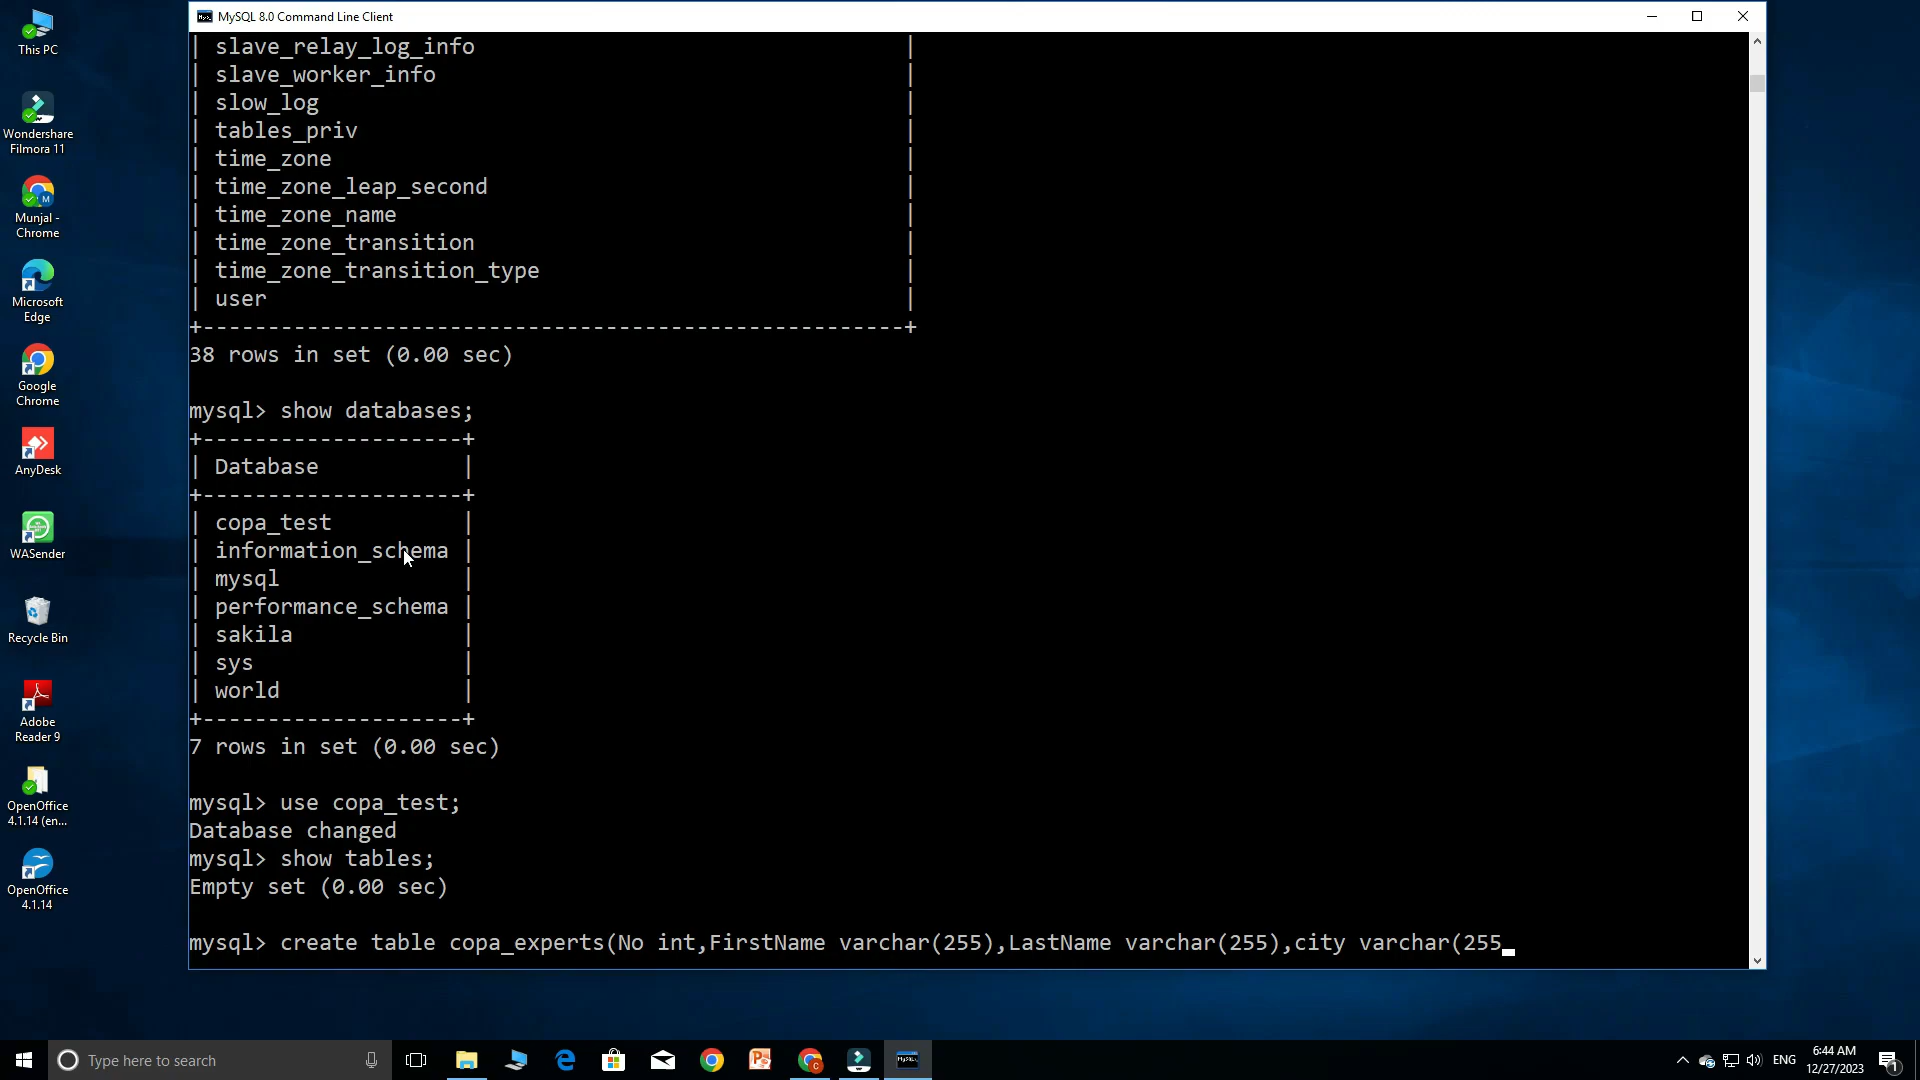 MySQL 8.0 Command Line Client
This PC
Wondershare
Filmora 11
Munjal -
Chrome
Microsoft
Edge
Google
Chrome
AnyDesk
WASender
Recycle Bin
Adobe
Reader 9
OpenOffice
4.1.14 (en...
OpenOffice
4.1.14
| slave_relay_log_info |
| slave_worker_info |
| slow_log |
| tables_priv |
| time_zone |
| time_zone_leap_second |
| time_zone_name |
| time_zone_transition |
| time_zone_transition_type |
| user |
+------------------------------------------------------+
38 rows in set (0.00 sec)
mysql> show databases;
+--------------------+
| Database |
+--------------------+
| copa_test |
| information_schema |
| mysql |
| performance_schema |
| sakila |
| sys |
| world |
+--------------------+
7 rows in set (0.00 sec)
mysql> use copa_test;
Database changed
mysql> show tables;
Empty set (0.00 sec)
mysql> create table copa_experts(No int,FirstName varchar(255),LastName varchar(255),city varchar(255
Type here to search
ENG
6:44 AM
12/27/2023
1